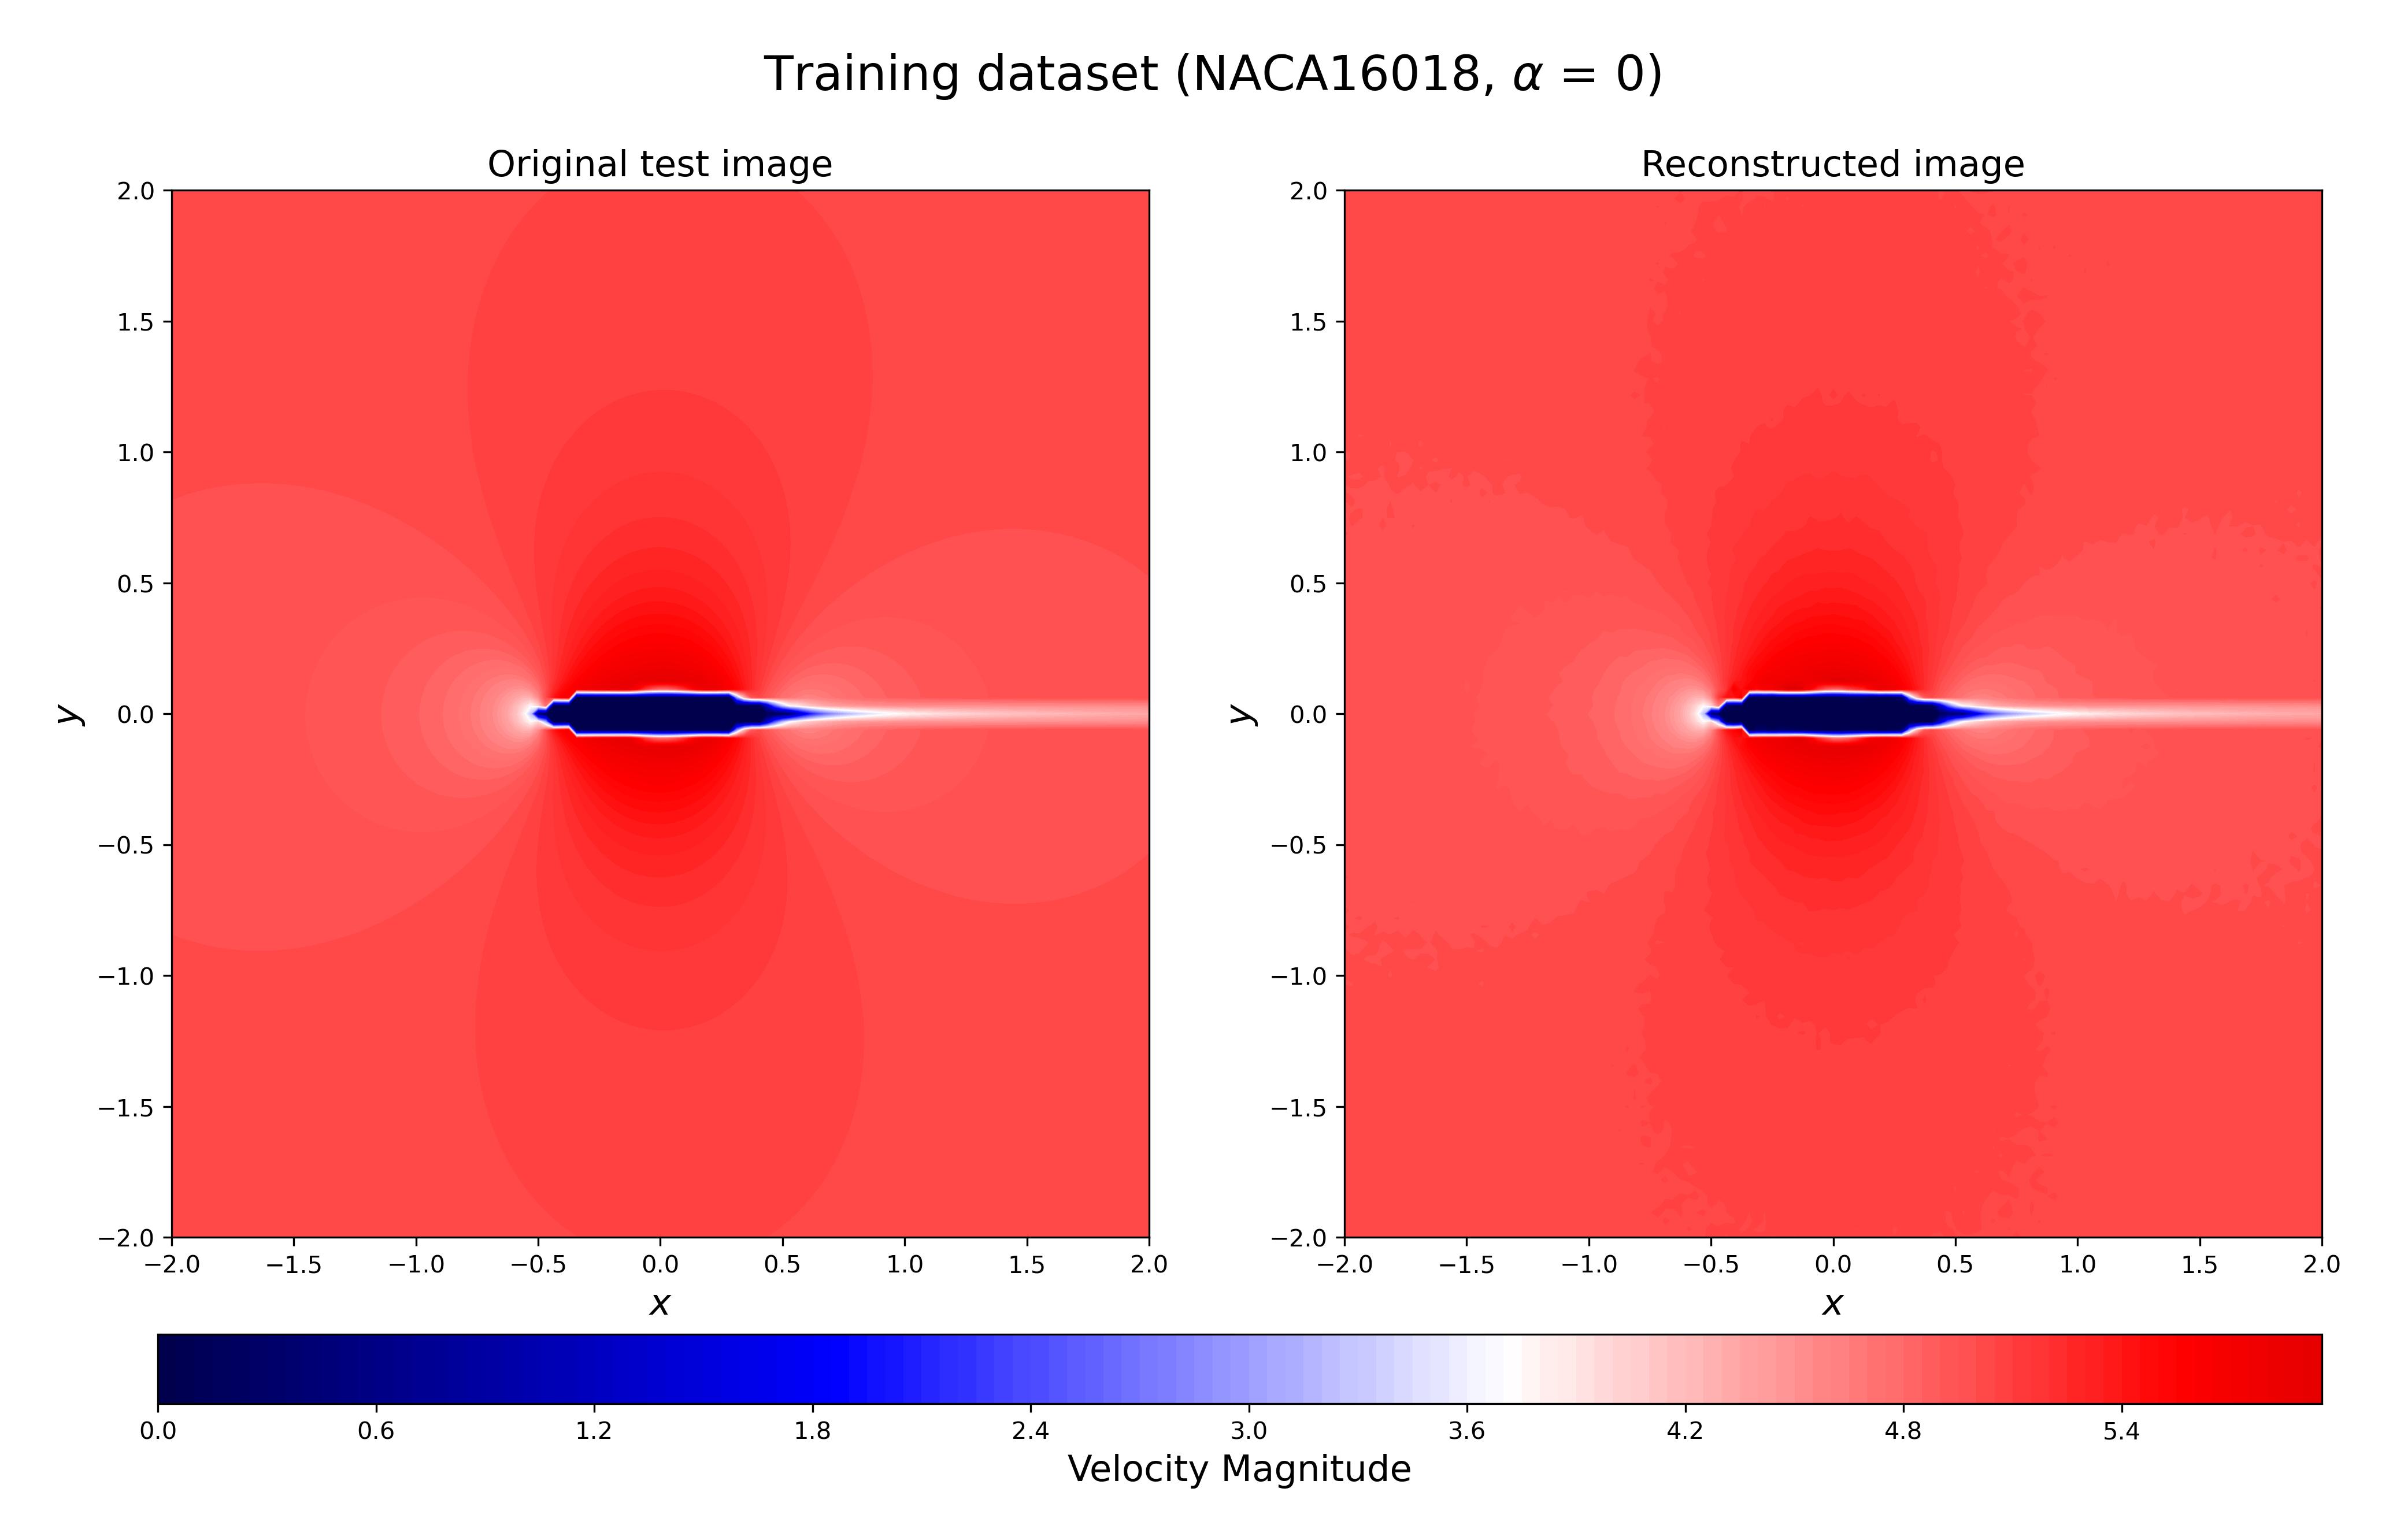 Training dataset (NACA16018, α = 0)
Original test image
Reconstructed image
2.0
1.5
1.0
0.5
0.0
−0.5
−1.0
−1.5
−2.0
y
−2.0 −1.5 −1.0 −0.5 0.0 0.5 1.0 1.5 2.0
x
2.0
1.5
1.0
0.5
0.0
−0.5
−1.0
−1.5
−2.0
y
−2.0 −1.5 −1.0 −0.5 0.0 0.5 1.0 1.5 2.0
x
0.0 0.6 1.2 1.8 2.4 3.0 3.6 4.2 4.8 5.4
Velocity Magnitude